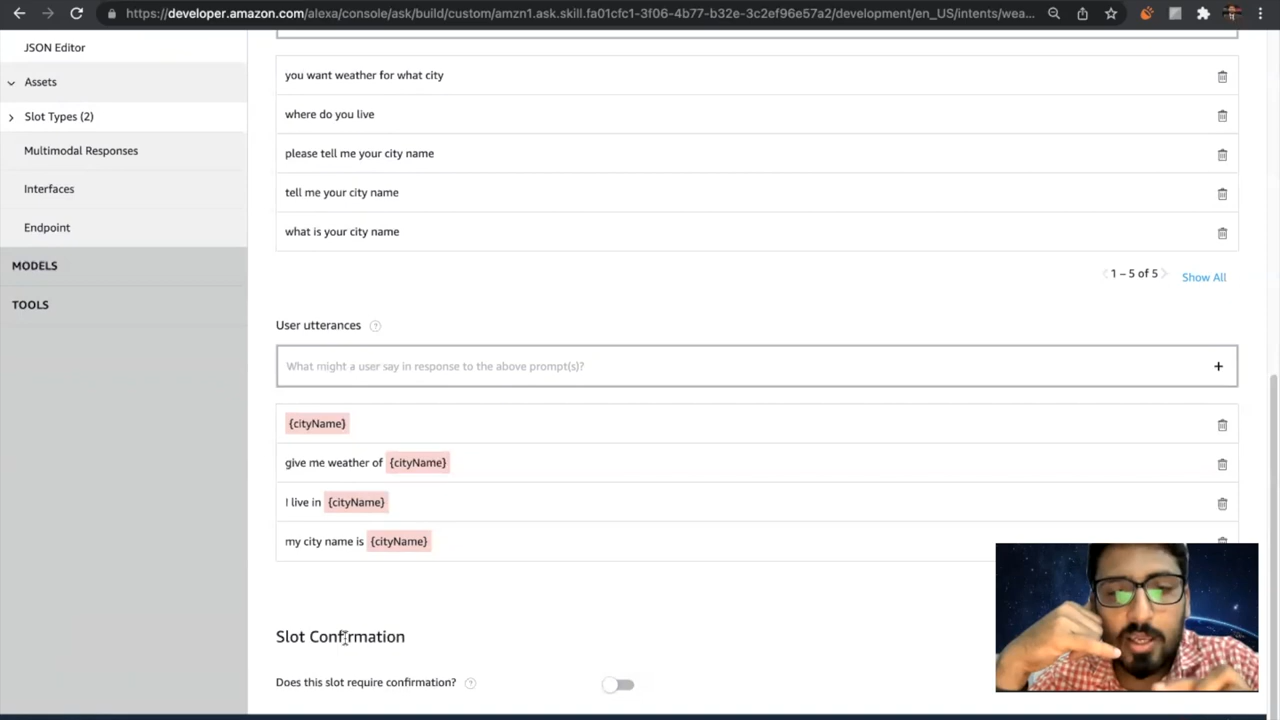 https://developer.amazon.com/alexa/console/ask/build/custom/amzn1.ask.skill.fa01cfc1-3f06-4b77-b32e-3c2ef96e57a2/development/en_US/intents/wea...
JSON Editor
Assets
Slot Types (2)
Multimodal Responses
Interfaces
Endpoint
MODELS
TOOLS
you want weather for what city
where do you live
please tell me your city name
tell me your city name
what is your city name
1 – 5 of 5
Show All
User utterances ?
What might a user say in response to the above prompt(s)?
{cityName}
give me weather of {cityName}
I live in {cityName}
my city name is {cityName}
Slot Confirmation
Does this slot require confirmation? ?